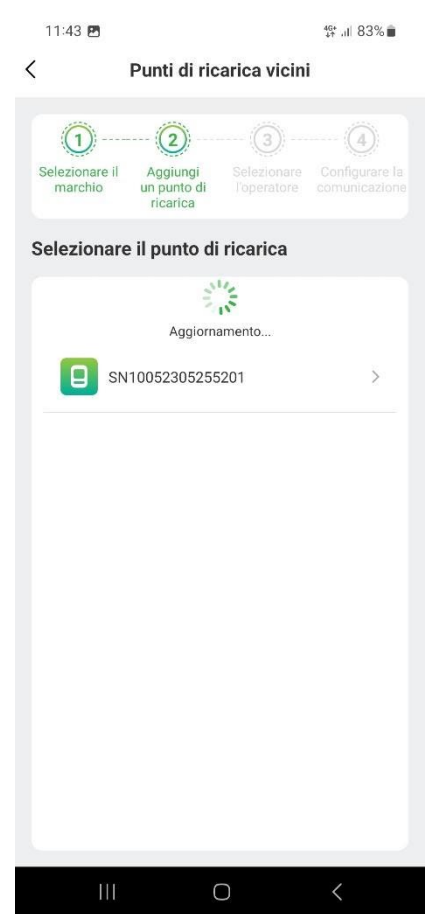 11:43
4G+ 83%
Punti di ricarica vicini
1 2 3 4
Selezionare il marchio
Aggiungi un punto di ricarica
Selezionare l'operatore
Configurare la comunicazione
Selezionare il punto di ricarica
Aggiornamento...
SN10052305255201